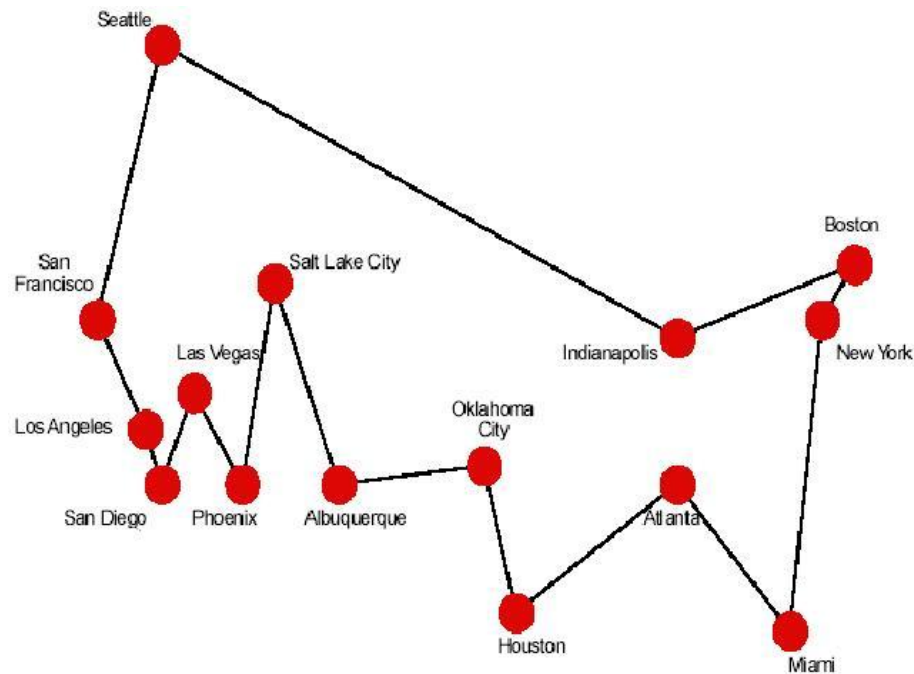 Seattle
Boston
San
Francisco
Salt Lake City
Las Vegas
Indianapolis
New York
Los Angeles
Oklahoma
City
San Diego
Phoenix
Albuquerque
Atlanta
Houston
Miami